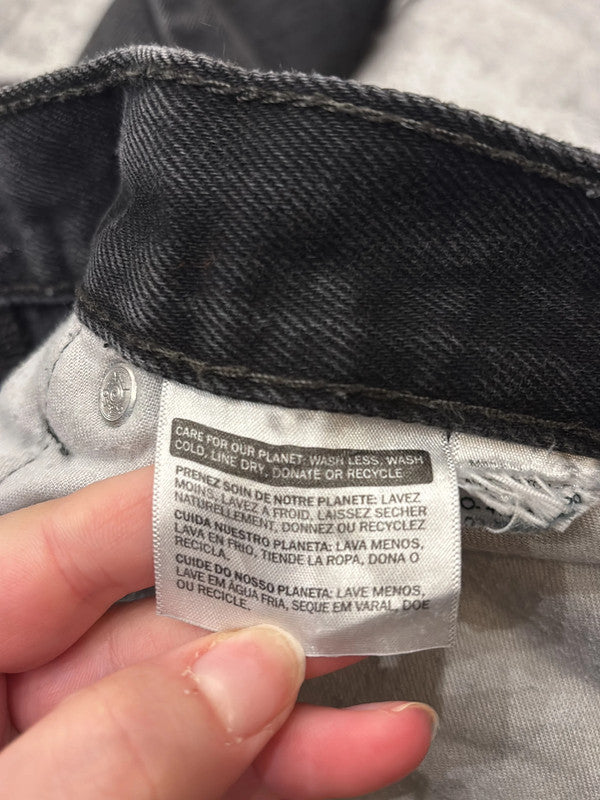 CARE FOR OUR PLANET: WASH LESS, WASH
COLD, LINE DRY, DONATE OR RECYCLE
PRENEZ SOIN DE NOTRE PLANETE: LAVEZ
MOINS, LAVEZ À FROID, LAISSEZ SECHER
NATURELLEMENT, DONNEZ OU RECYCLEZ
CUIDA NUESTRO PLANETA: LAVA MENOS,
LAVA EN FRIO, TIENDE LA ROPA, DONA O
RECICLA.
CUIDE DO NOSSO PLANETA: LAVE MENOS,
LAVE EM ÁGUA FRIA, SEQUE EM VARAL, DOE
OU RECICLE.